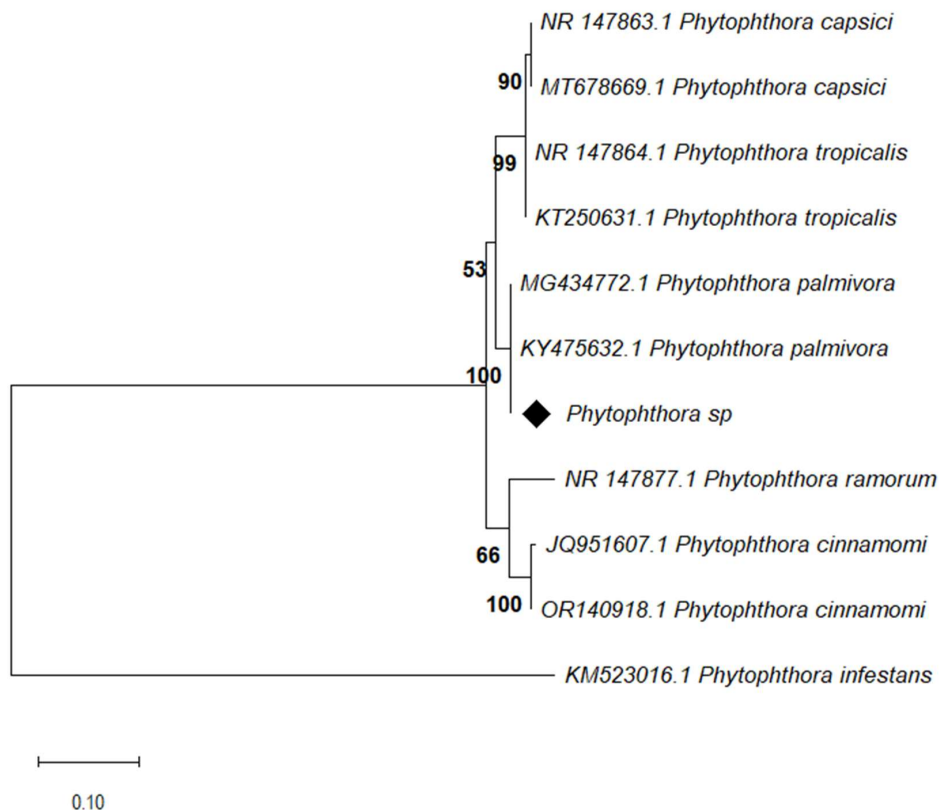 NR 147863.1 Phytophthora capsici
90
MT678669.1 Phytophthora capsici
NR 147864.1 Phytophthora tropicalis
99
KT250631.1 Phytophthora tropicalis
53
MG434772.1 Phytophthora palmivora
KY475632.1 Phytophthora palmivora
100
Phytophthora sp
NR 147877.1 Phytophthora ramorum
JQ951607.1 Phytophthora cinnamomi
66
100
OR140918.1 Phytophthora cinnamomi
KM523016.1 Phytophthora infestans
0.10